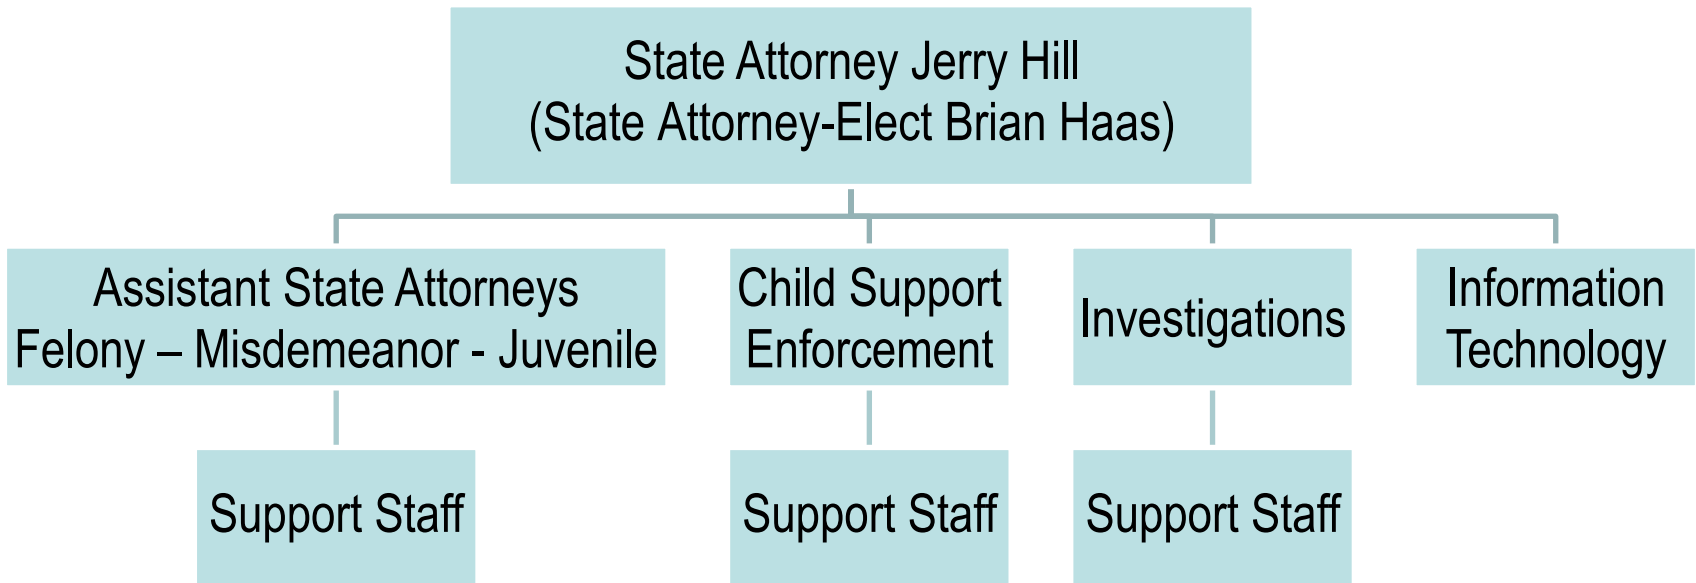 State Attorney Jerry Hill
(State Attorney-Elect Brian Haas)
Assistant State Attorneys
Felony – Misdemeanor - Juvenile
Child Support
Enforcement
Investigations
Information
Technology
Support Staff
Support Staff
Support Staff